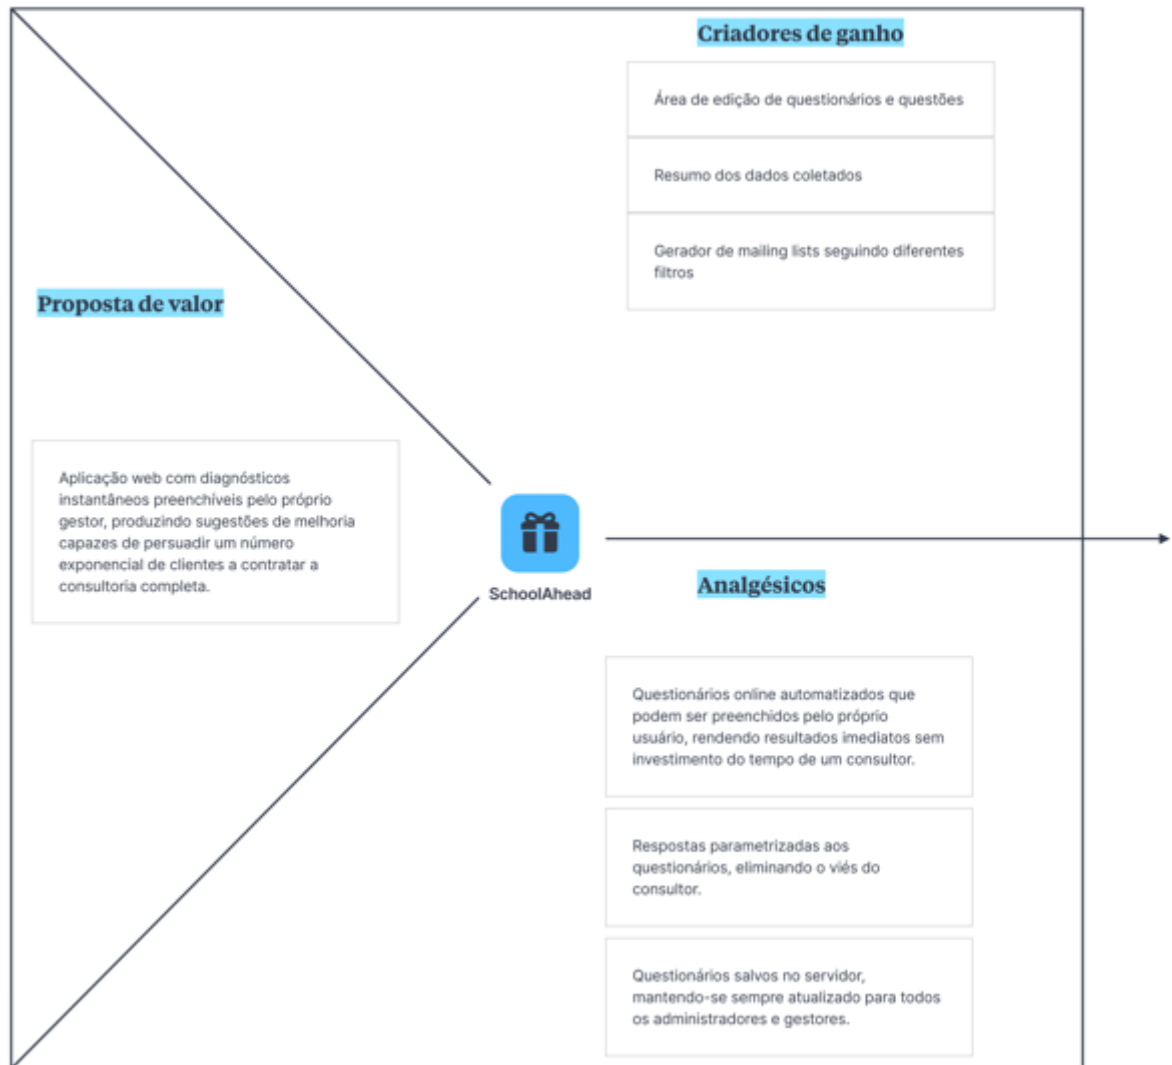 Criadores de ganho
Área de edição de questionários e questões
Resumo dos dados coletados
Gerador de mailing lists seguindo diferentes
filtros
Proposta de valor
Aplicação web com diagnósticos
instantâneos preenchíveis pelo próprio
gestor, produzindo sugestões de melhoria
capazes de persuadir um número
exponencial de clientes a contratar a
consultoria completa.
SchoolAhead
Analgésicos
Questionários online automatizados que
podem ser preenchidos pelo próprio
usuário, rendendo resultados imediatos sem
investimento do tempo de um consultor.
Respostas parametrizadas aos
questionários, eliminando o viés do
consultor.
Questionários salvos no servidor,
mantendo-se sempre atualizado para todos
os administradores e gestores.